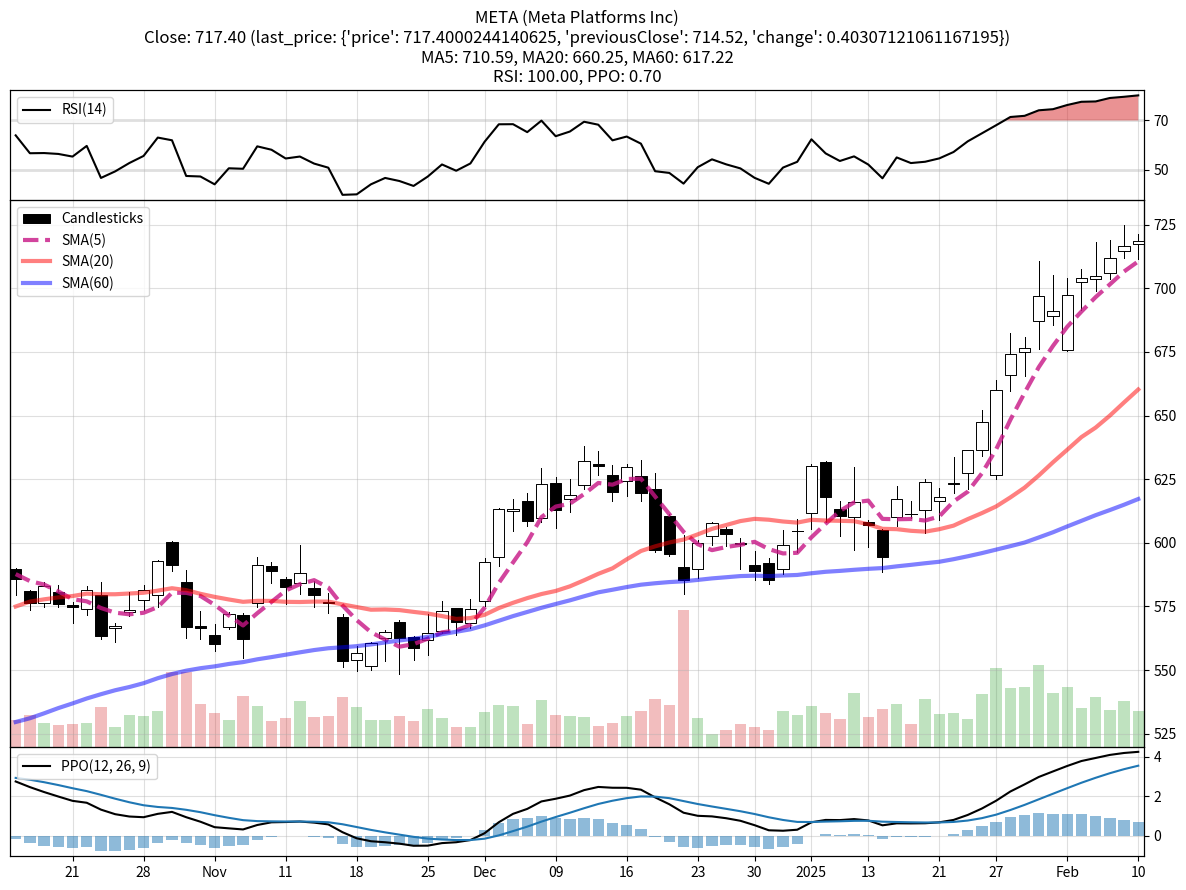 META (Meta Platforms Inc)
Close: 717.40 (last_price: {'price': 717.4000244140625, 'previousClose': 714.52, 'change': 0.40307121061167195})
MA5: 710.59, MA20: 660.25, MA60: 617.22
RSI: 100.00, PPO: 0.70
RSI(14)
70
50
Candlesticks
SMA(5)
SMA(20)
SMA(60)
725
700
675
650
625
600
575
550
525
PPO(12, 26, 9)
4
2
0
21 28 Nov 11 18 25 Dec 09 16 23 30 2025 13 21 27 Feb 10